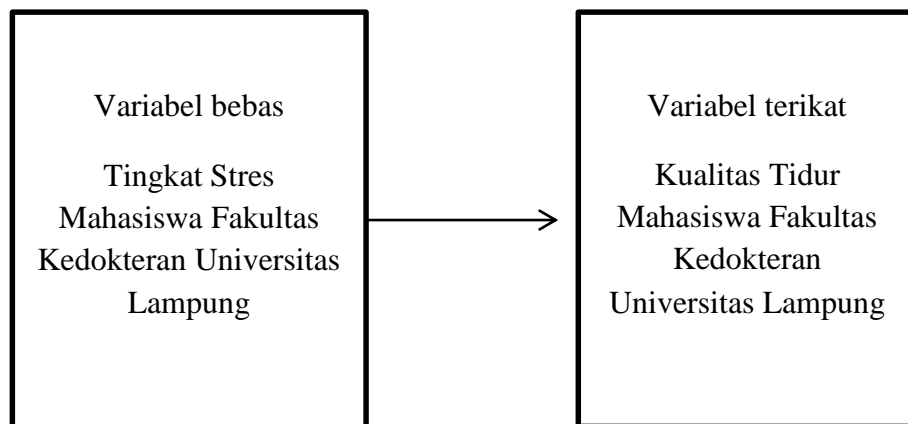 Variabel bebas
Tingkat Stres
Mahasiswa Fakultas
Kedokteran Universitas
Lampung
Variabel terikat
Kualitas Tidur
Mahasiswa Fakultas
Kedokteran
Universitas Lampung